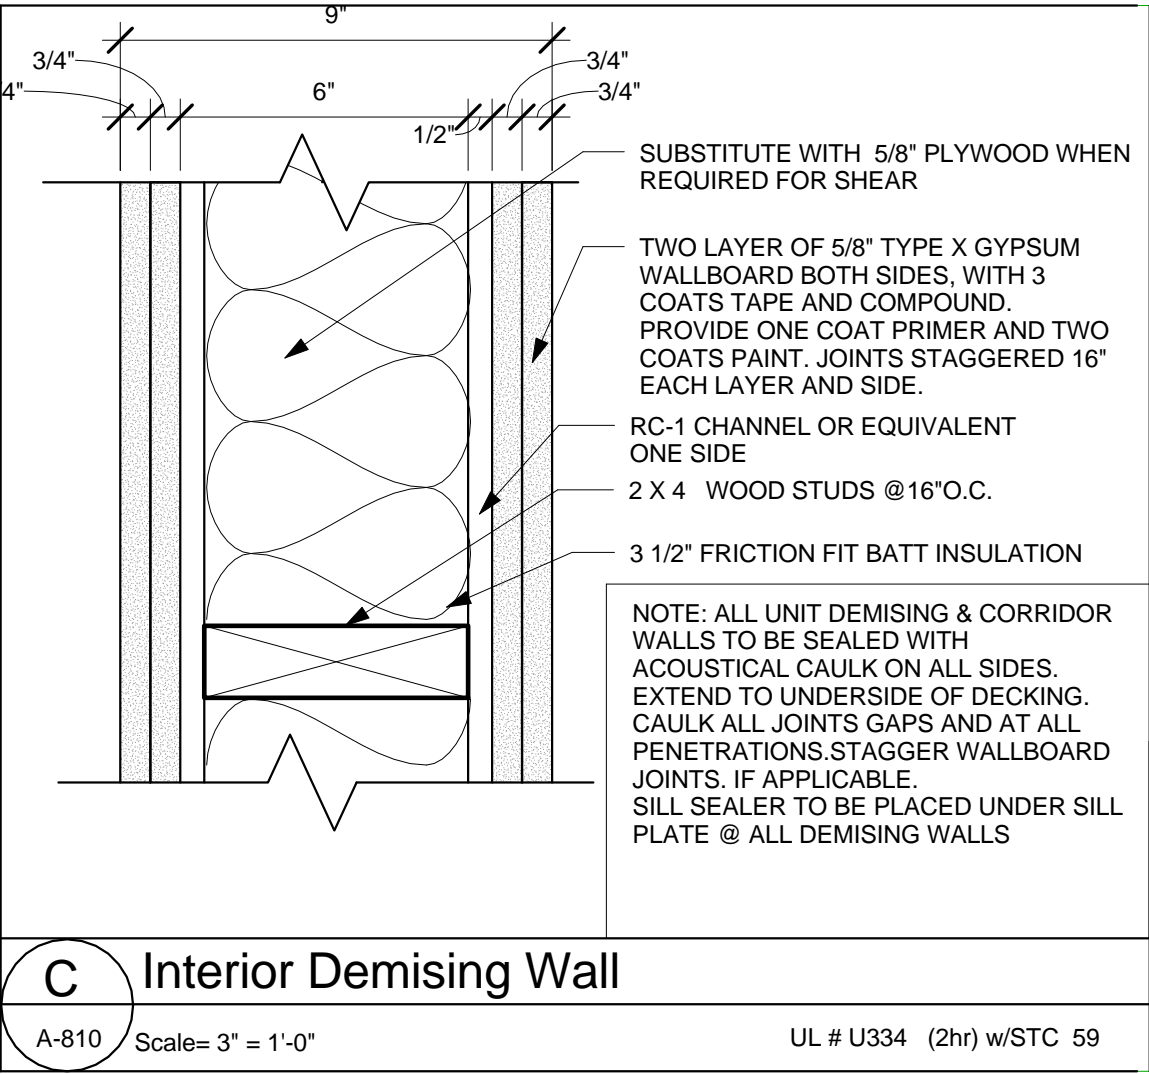 9"
3/4"
4"
6"
1/2"
3/4"
3/4"
SUBSTITUTE WITH 5/8" PLYWOOD WHEN
REQUIRED FOR SHEAR
TWO LAYER OF 5/8" TYPE X GYPSUM
WALLBOARD BOTH SIDES, WITH 3
COATS TAPE AND COMPOUND.
PROVIDE ONE COAT PRIMER AND TWO
COATS PAINT. JOINTS STAGGERED 16"
EACH LAYER AND SIDE.
RC-1 CHANNEL OR EQUIVALENT
ONE SIDE
2 X 4 WOOD STUDS @16"O.C.
3 1/2" FRICTION FIT BATT INSULATION
NOTE: ALL UNIT DEMISING & CORRIDOR
WALLS TO BE SEALED WITH
ACOUSTICAL CAULK ON ALL SIDES.
EXTEND TO UNDERSIDE OF DECKING.
CAULK ALL JOINTS GAPS AND AT ALL
PENETRATIONS.STAGGER WALLBOARD
JOINTS. IF APPLICABLE.
SILL SEALER TO BE PLACED UNDER SILL
PLATE @ ALL DEMISING WALLS
C
Interior Demising Wall
A-810
Scale= 3" = 1'-0"
UL # U334 (2hr) w/STC 59